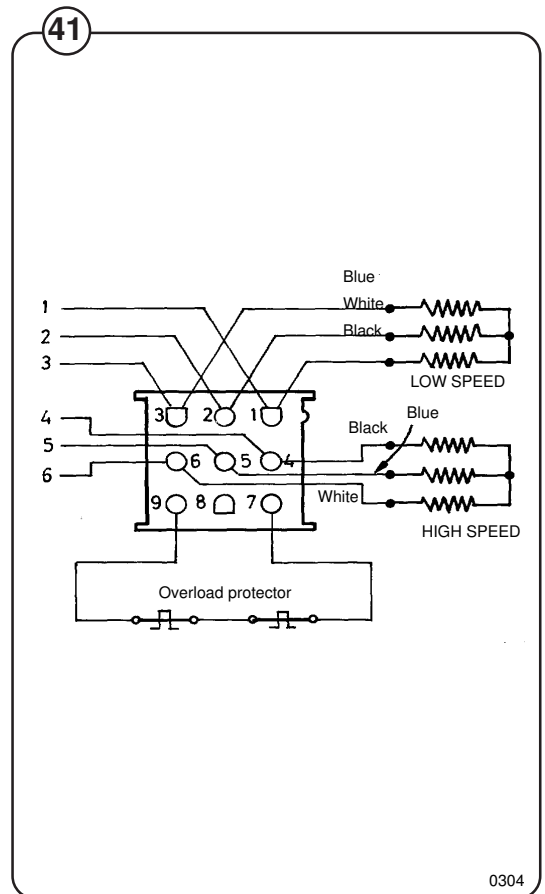 41
Blue
1
White
2
Black
3
LOW SPEED
3 2 1
4
Black
Blue
5
6 5 4
6
White
9 8 7
HIGH SPEED
Overload protector
0304